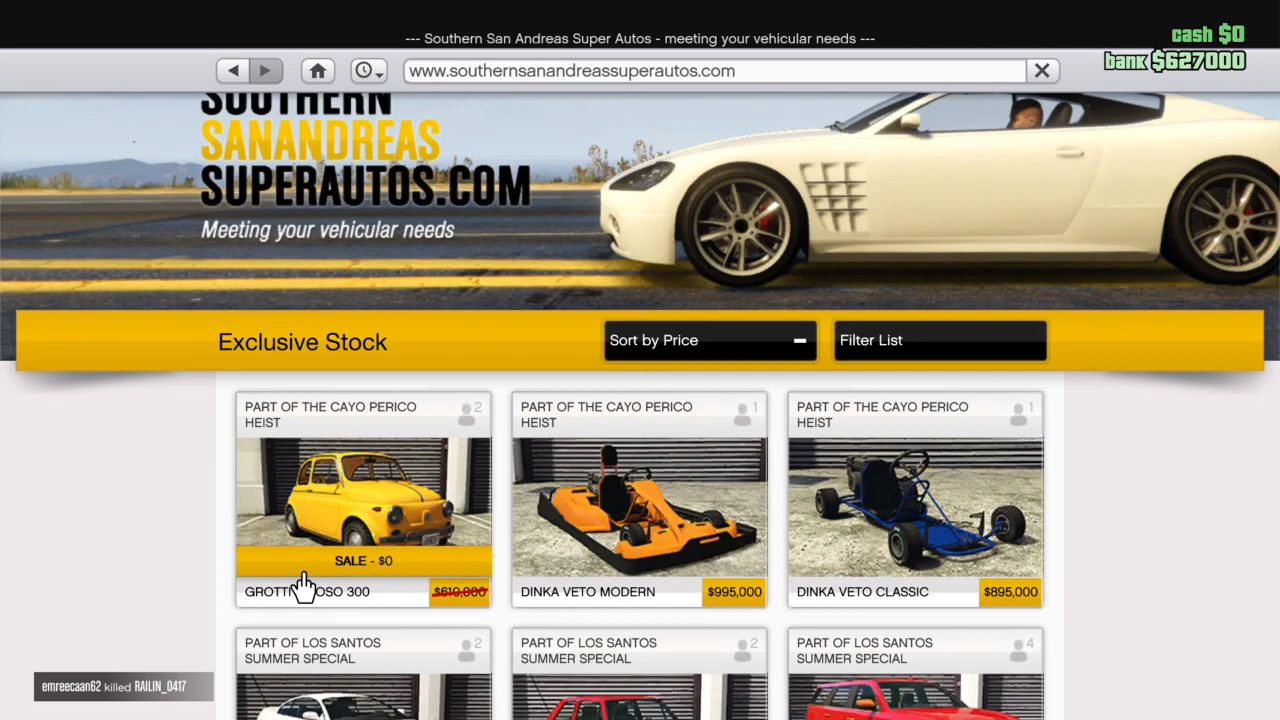 --- Southern San Andreas Super Autos - meeting your vehicular needs ---
cash $0
bank $627000
www.southernsanandreassuperautos.com
SOUTHERN
SANANDREAS
SUPERAUTOS.COM
Meeting your vehicular needs
Exclusive Stock
Sort by Price
Filter List
PART OF THE CAYO PERICO
HEIST
2
PART OF THE CAYO PERICO
HEIST
1
PART OF THE CAYO PERICO
HEIST
1
SALE - $0
300
$610,000
DINKA VETO MODERN
$995,000
DINKA VETO CLASSIC
$895,000
PART OF LOS SANTOS
SUMMER SPECIAL
2
PART OF LOS SANTOS
SUMMER SPECIAL
2
PART OF LOS SANTOS
SUMMER SPECIAL
4
emreecaan62 killed RAILIN_0417